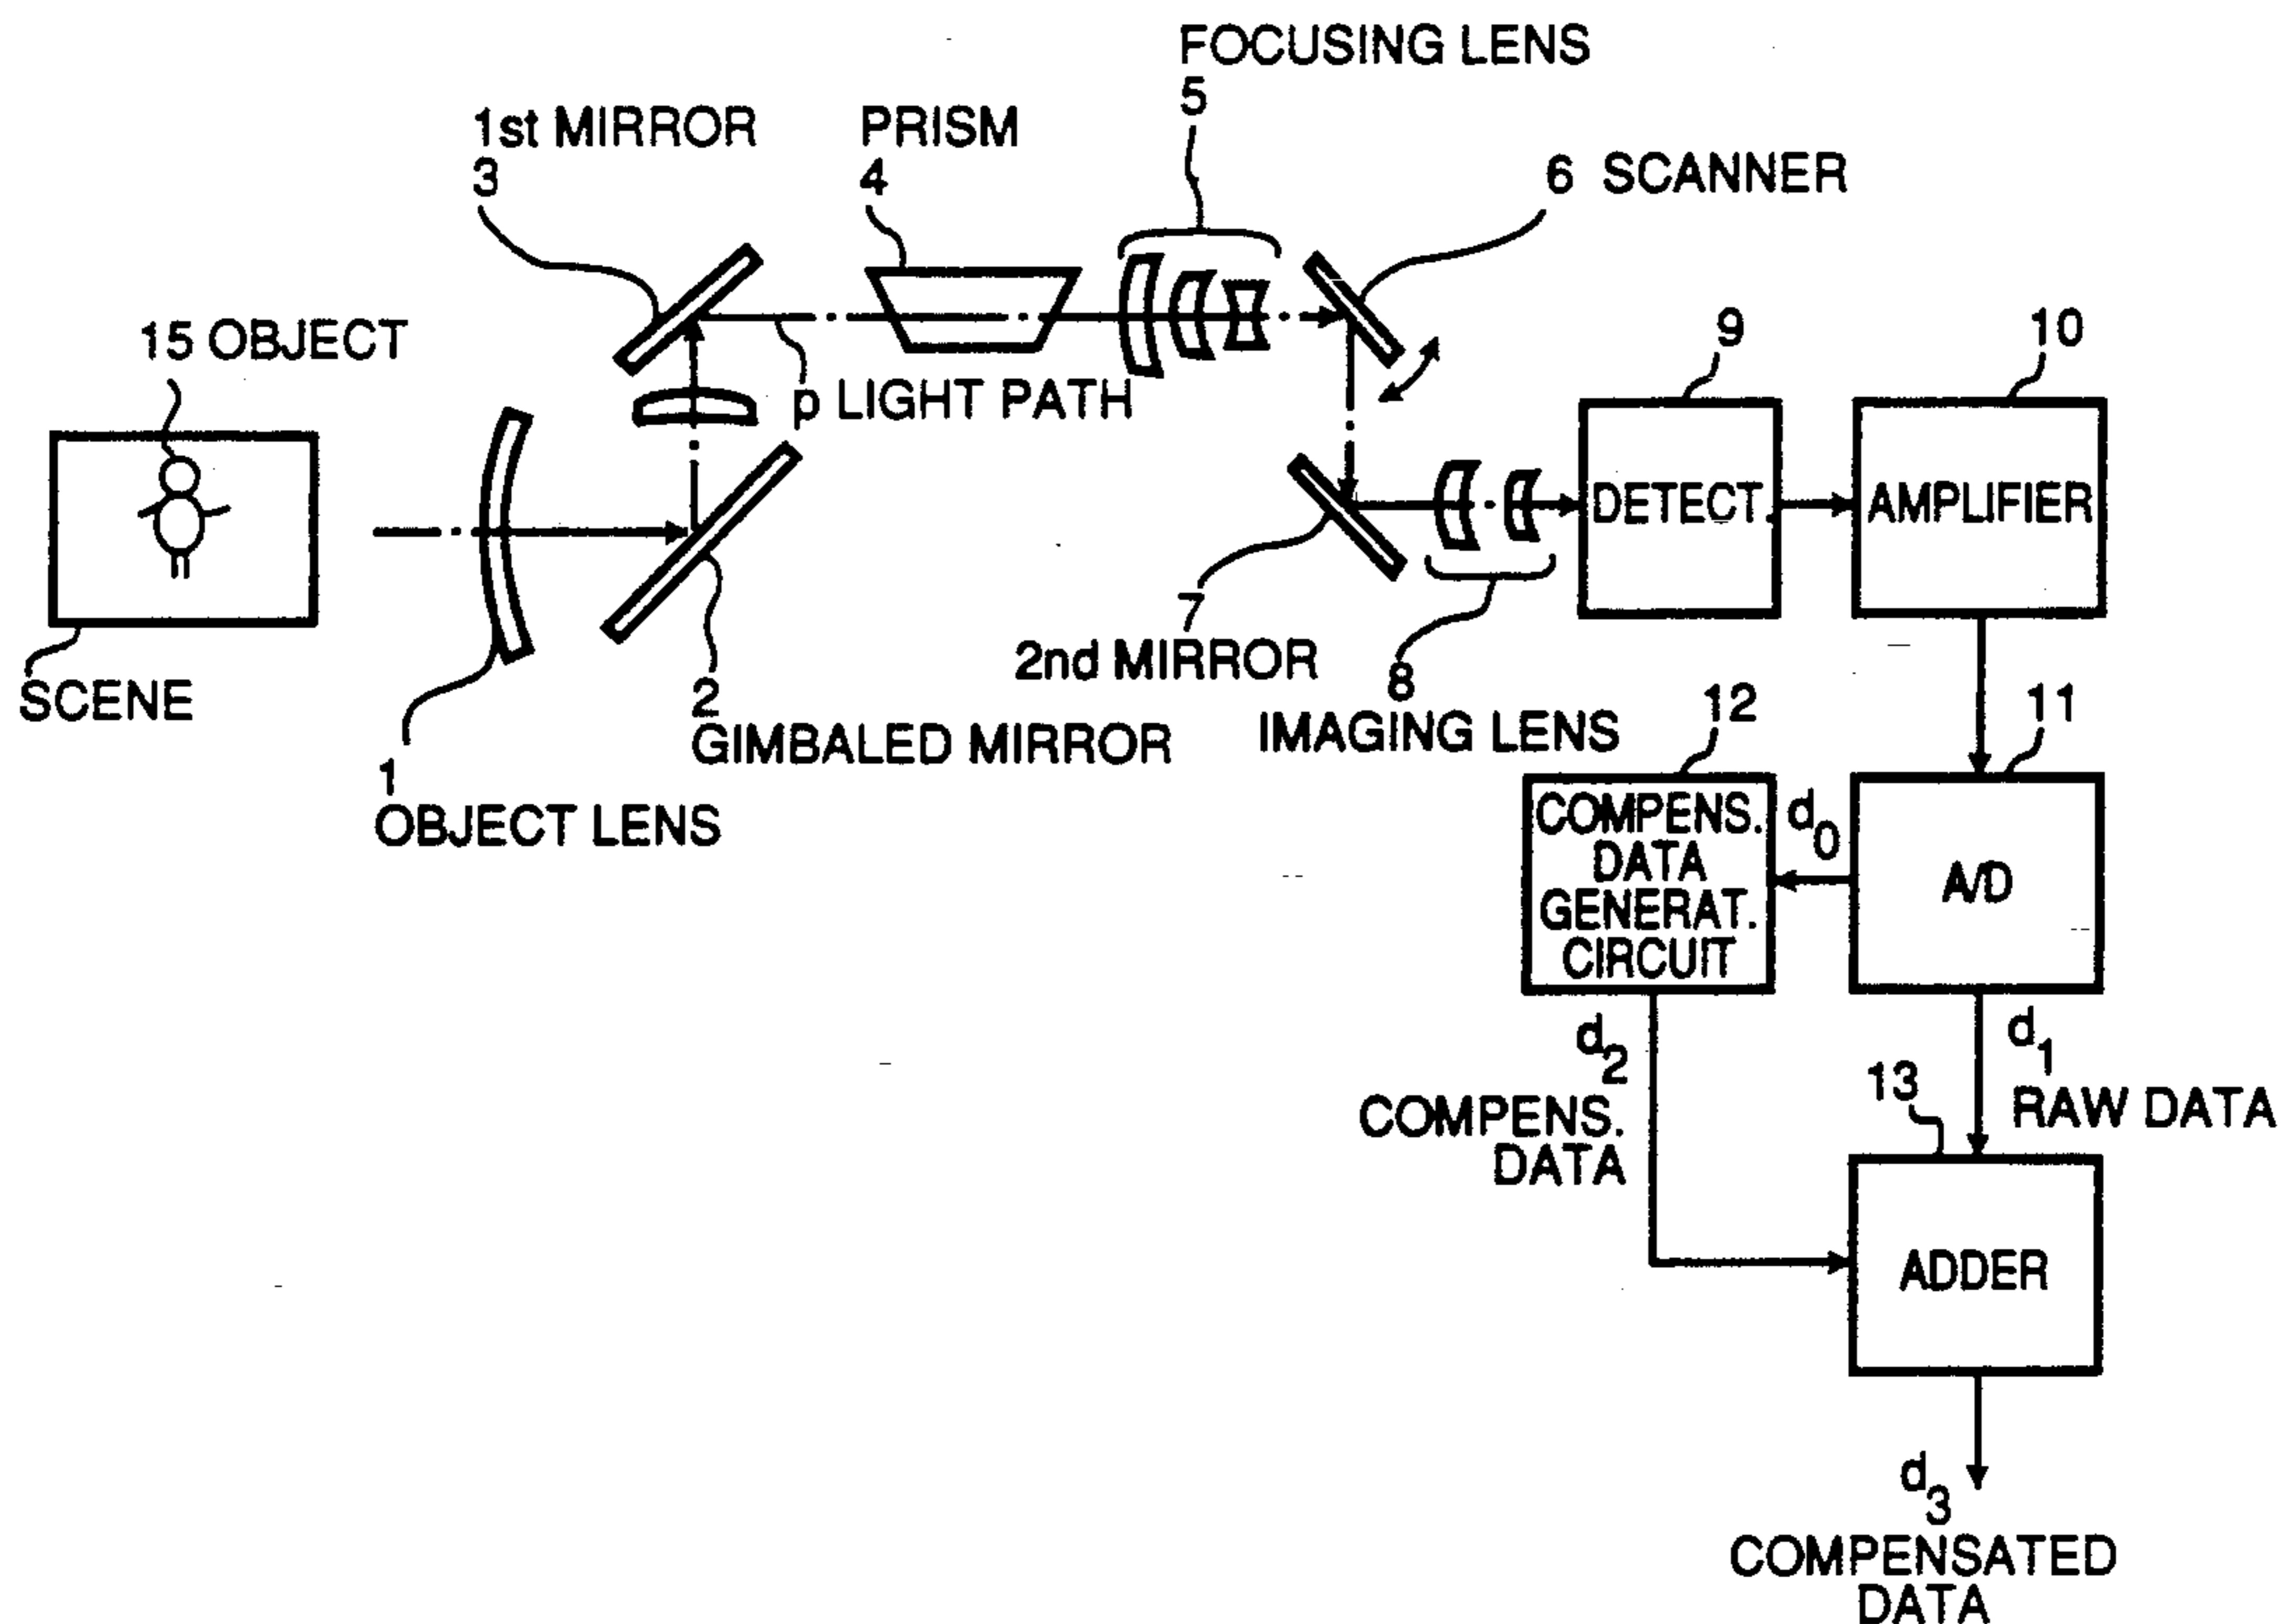 FOCUSING LENS
5
1st MIRROR
3
PRISM
4
6 SCANNER
15 OBJECT
p LIGHT PATH
9
10
DETECT
AMPLIFIER
SCENE
1
OBJECT LENS
2
GIMBALED MIRROR
7
2nd MIRROR
8
IMAGING LENS
12
11
COMPENS.
DATA
GENERAT.
CIRCUIT
d0
A/D
d2
COMPENS.
DATA
d1
RAW DATA
13
ADDER
d3
COMPENSATED
DATA